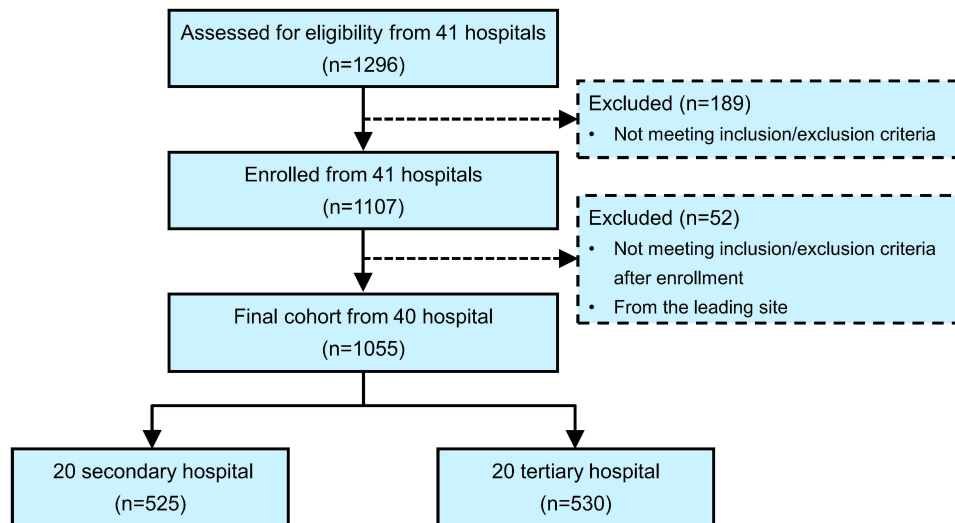 Assessed for eligibility from 41 hospitals
(n=1296)
Excluded (n=189)
• Not meeting inclusion/exclusion criteria
Enrolled from 41 hospitals
(n=1107)
Excluded (n=52)
• Not meeting inclusion/exclusion criteria
after enrollment
• From the leading site
Final cohort from 40 hospital
(n=1055)
20 secondary hospital
(n=525)
20 tertiary hospital
(n=530)